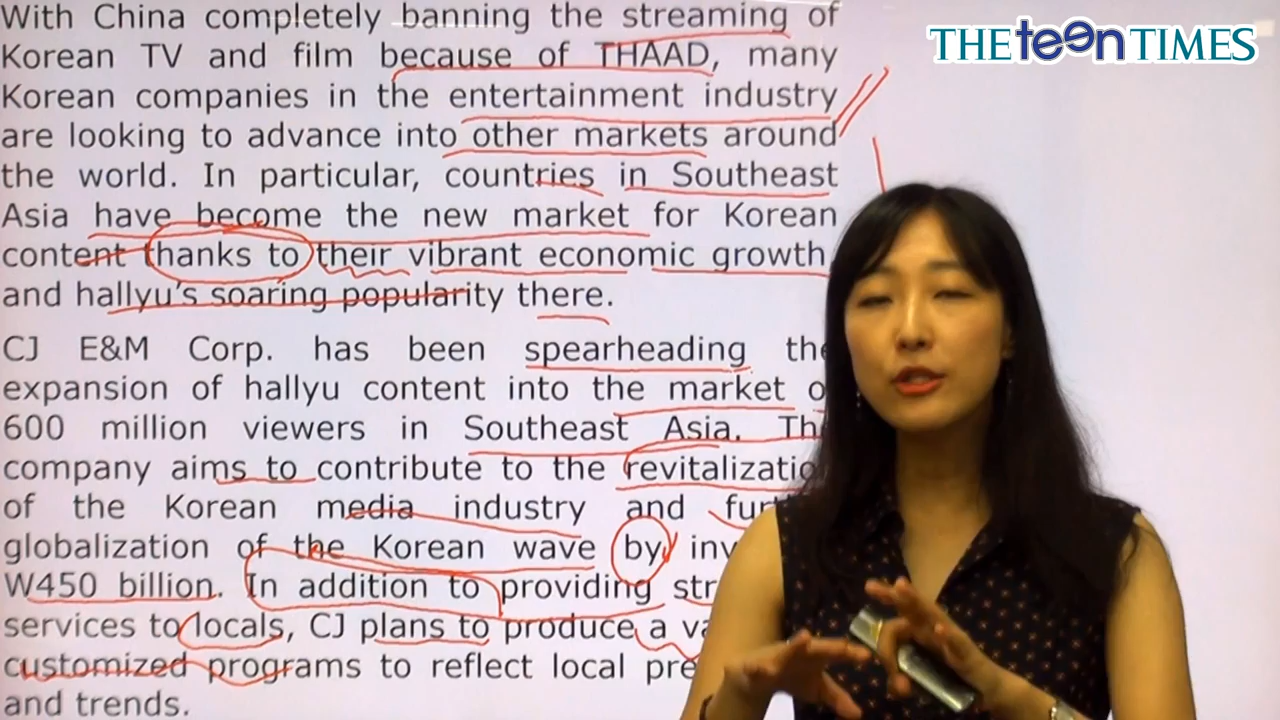 THE teen TIMES
With China completely banning the streaming of
Korean TV and film because of THAAD, many
Korean companies in the entertainment industry
are looking to advance into other markets around
the world. In particular, countries in Southeast
Asia have become the new market for Korean
content thanks to their vibrant economic growth
and hallyu's soaring popularity there.
CJ E&M Corp. has been spearheading the
expansion of hallyu content into the market
600 million viewers in Southeast Asia.
company aims to contribute to the
of the Korean media industry and
globalization of the Korean wave by
W450 billion. In addition to providing
services to locals, CJ plans to produce a
customized programs to reflect local
and trends.